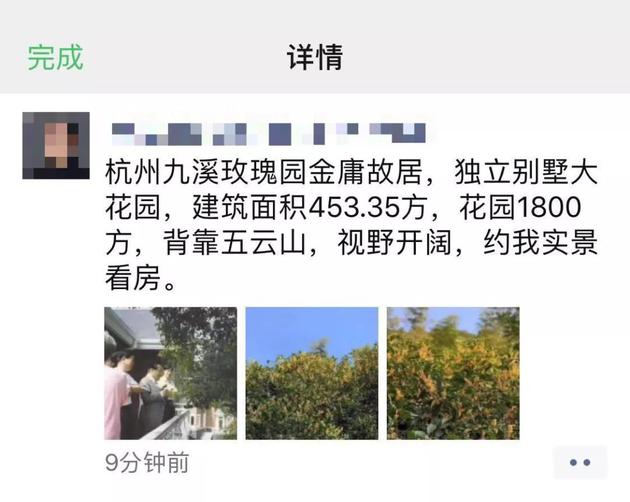 完成
详情
杭州九溪玫瑰园金庸故居，独立别墅大
花园，建筑面积453.35方，花园1800
方，背靠五云山，视野开阔，约我实景
看房。
9分钟前